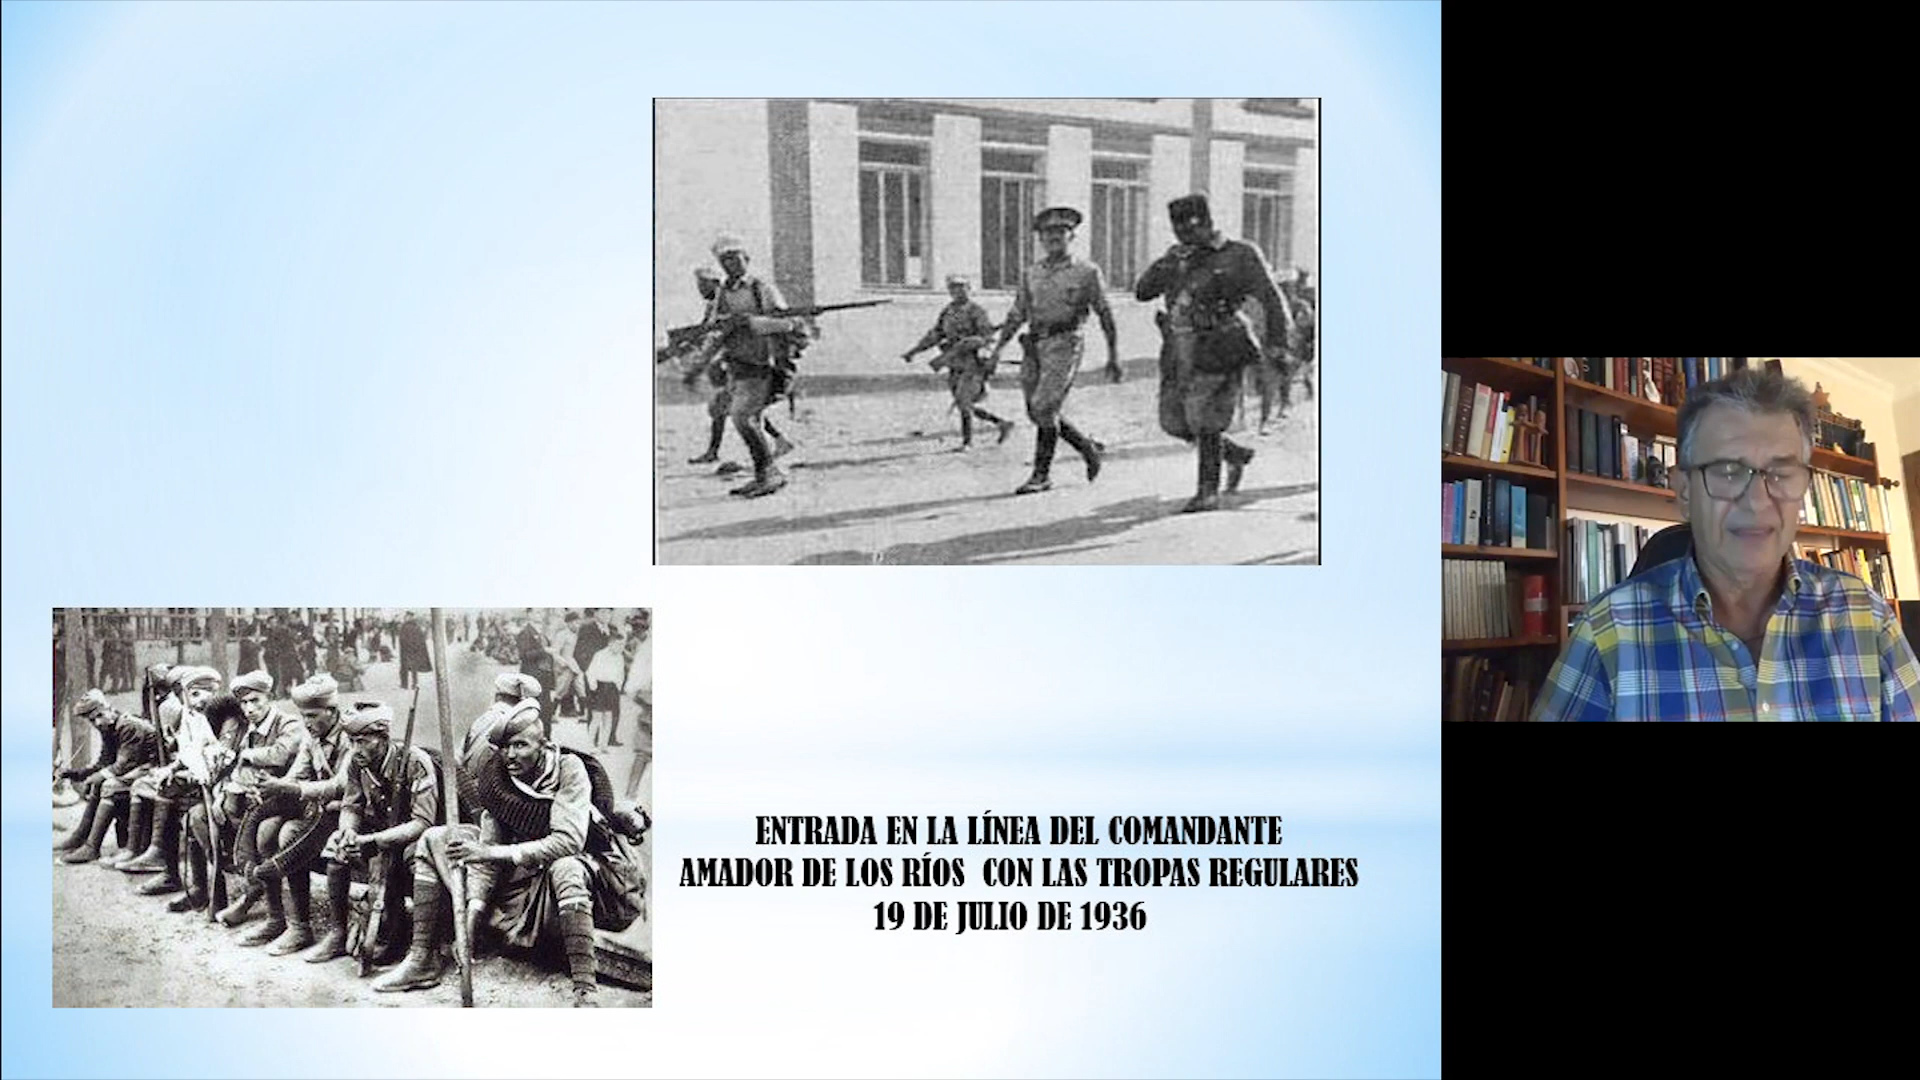 ENTRADA EN LA LÍNEA DEL COMANDANTE
AMADOR DE LOS RÍOS CON LAS TROPAS REGULARES
19 DE JULIO DE 1936